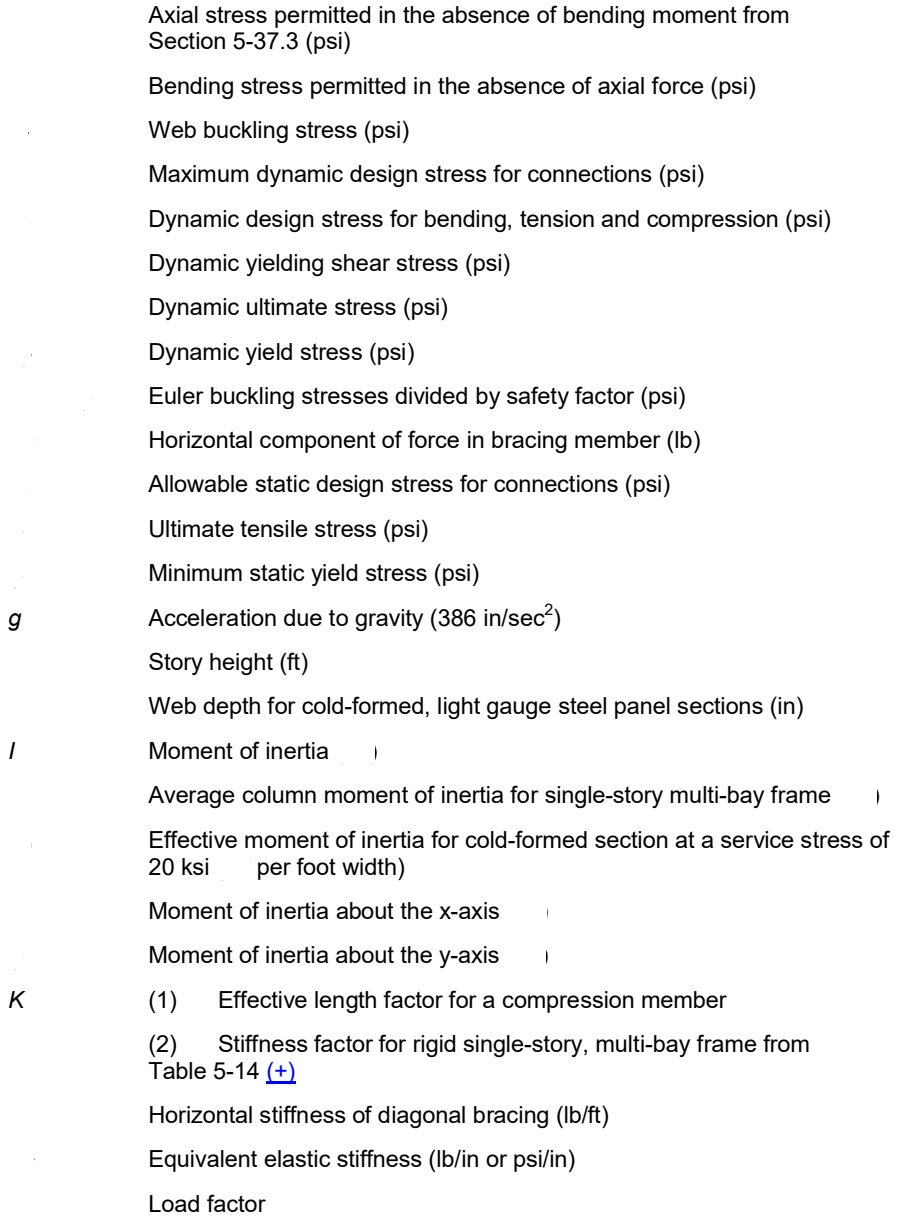 Axial stress permitted in the absence of bending moment from
Section 5-37.3 (psi)
Bending stress permitted in the absence of axial force (psi)
Web buckling stress (psi)
Maximum dynamic design stress for connections (psi)
Dynamic design stress for bending, tension and compression (psi)
Dynamic yielding shear stress (psi)
Dynamic ultimate stress (psi)
Dynamic yield stress (psi)
Euler buckling stresses divided by safety factor (psi)
Horizontal component of force in bracing member (lb)
Allowable static design stress for connections (psi)
Ultimate tensile stress (psi)
Minimum static yield stress (psi)
g Acceleration due to gravity (386 in/sec²)
Story height (ft)
Web depth for cold-formed, light gauge steel panel sections (in)
I Moment of inertia )
Average column moment of inertia for single-story multi-bay frame )
Effective moment of inertia for cold-formed section at a service stress of
20 ksi per foot width)
Moment of inertia about the x-axis )
Moment of inertia about the y-axis )
K (1) Effective length factor for a compression member
(2) Stiffness factor for rigid single-story, multi-bay frame from
Table 5-14 (+)
Horizontal stiffness of diagonal bracing (lb/ft)
Equivalent elastic stiffness (lb/in or psi/in)
Load factor